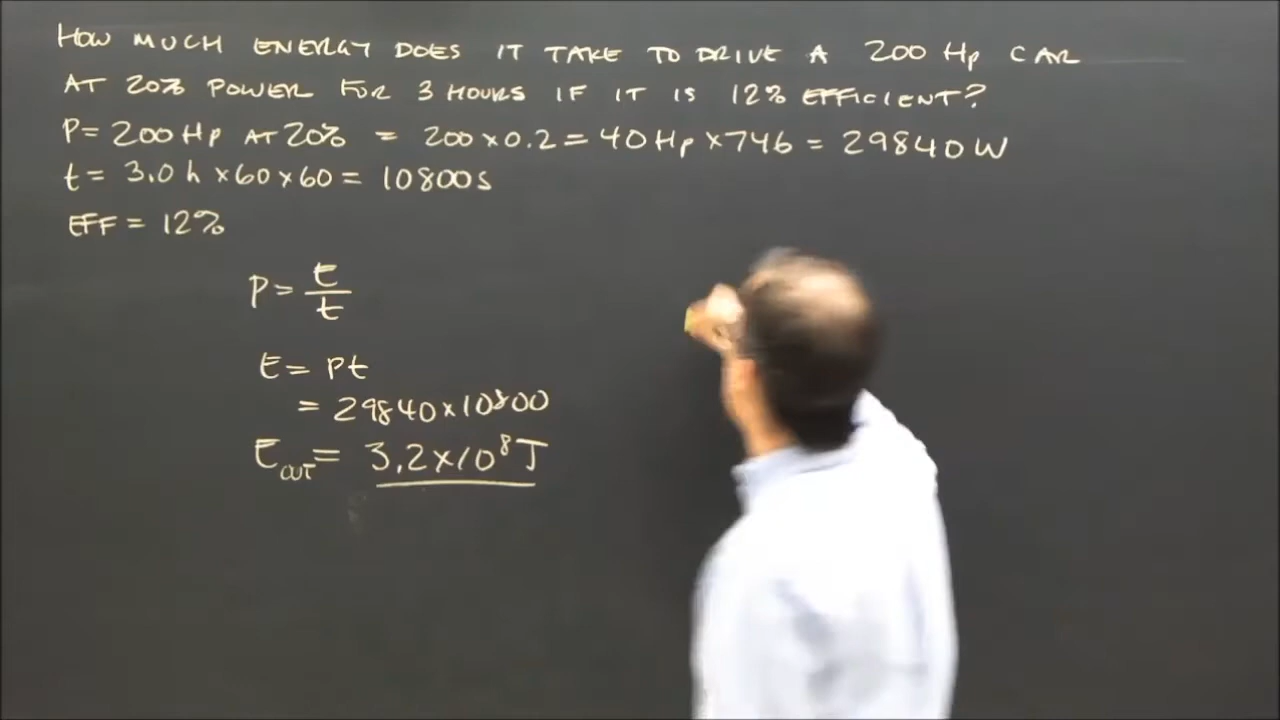 HOW MUCH ENERGY DOES IT TAKE TO DRIVE A 200 Hp CAR
AT 20% POWER FOR 3 HOURS IF IT IS 12% EFFICIENT?
P = 200 Hp AT 20% = 200 x 0.2 = 40 Hp x 746 = 29840 W
t = 3.0 h x 60 x 60 = 10800 s
EFF = 12%
P = E/t
E = Pt
= 29840 x 10800
E OUT = 3.2 x 10⁸ J